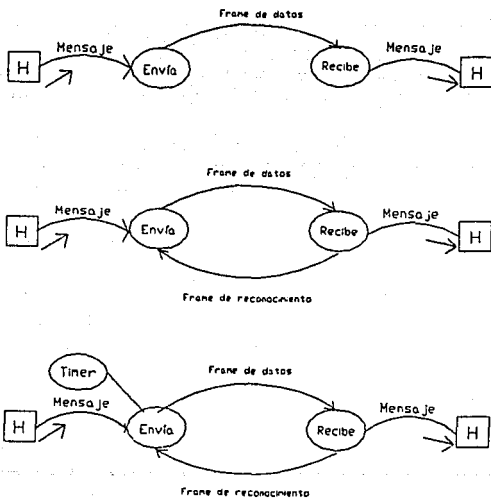 Frame de datos
Mensaje
Mensaje
H
Envía
Recibe
H
Frame de datos
Mensaje
Mensaje
H
Envía
Recibe
H
Frame de reconocimiento
Timer
Frame de datos
Mensaje
Mensaje
H
Envía
Recibe
H
Frame de reconocimiento